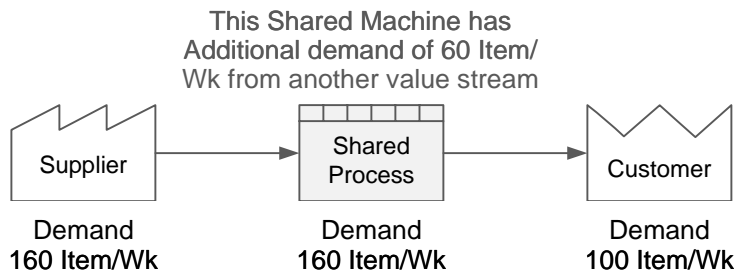 This Shared Machine has
Additional demand of 60 Item/
Wk from another value stream
Supplier
Shared
Process
Customer
Demand
160 Item/Wk
Demand
160 Item/Wk
Demand
100 Item/Wk